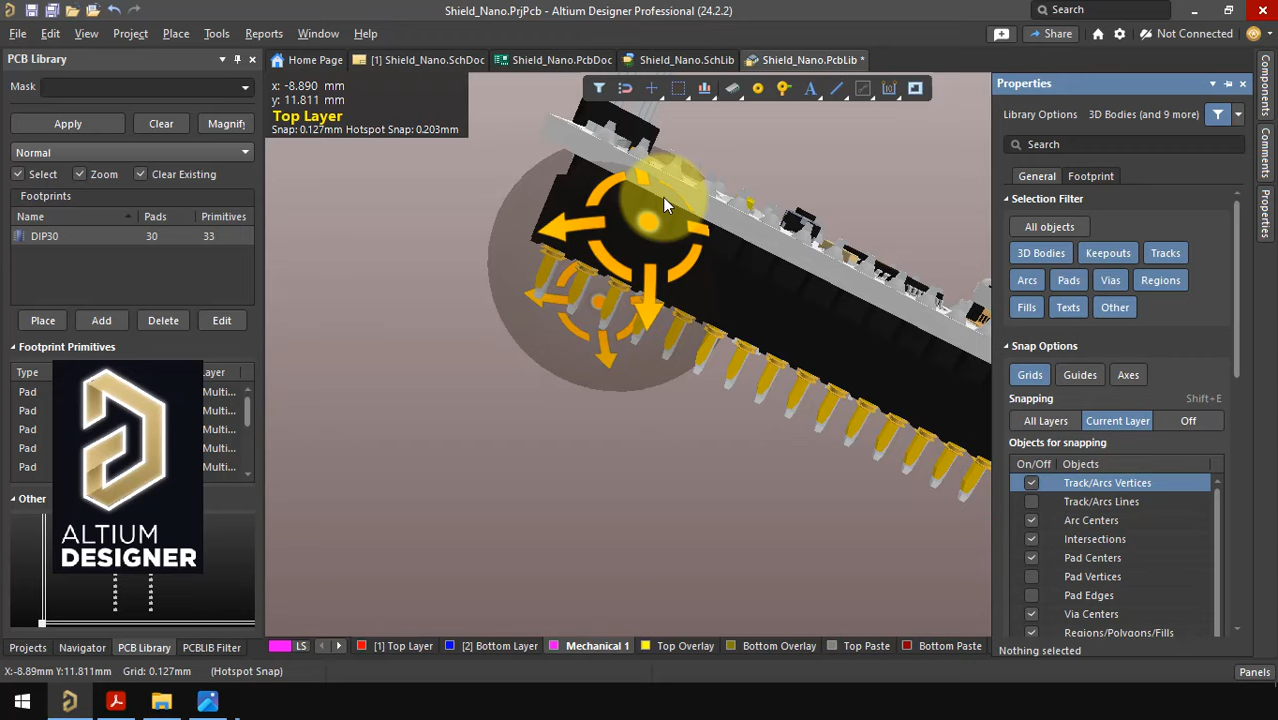 Shield_Nano.PrjPcb - Altium Designer Professional (24.2.2)
Search
File Edit View Project Place Tools Reports Window Help
Share
Not Connected
PCB Library
Home Page
[1] Shield_Nano.SchDoc
Shield_Nano.PcbDoc
Shield_Nano.SchLib
Shield_Nano.PcbLib *
Mask
Apply Clear Magnify
Normal
Select Zoom Clear Existing
Footprints
Name Pads Primitives
DIP30 30 33
Place Add Delete Edit
Footprint Primitives
Type Layer
Pad Multi...
Pad Multi...
Pad Multi...
Pad Multi...
Pad Multi...
Other
ALTIUM
DESIGNER
Projects Navigator PCB Library PCBLIB Filter
x: -8.890 mm
y: 11.811 mm
Top Layer
Snap: 0.127mm Hotspot Snap: 0.203mm
Properties
Library Options 3D Bodies (and 9 more)
Search
General Footprint
Selection Filter
All objects
3D Bodies Keepouts Tracks
Arcs Pads Vias Regions
Fills Texts Other
Snap Options
Grids Guides Axes
Snapping Shift+E
All Layers Current Layer Off
Objects for snapping
On/Off Objects
Track/Arcs Vertices
Track/Arcs Lines
Arc Centers
Intersections
Pad Centers
Pad Vertices
Pad Edges
Via Centers
Regions/Polygons/Fills
Nothing selected
Components
Comments
Properties
LS
[1] Top Layer
[2] Bottom Layer
Mechanical 1
Top Overlay
Bottom Overlay
Top Paste
Bottom Paste
X:-8.89mm Y:11.811mm Grid: 0.127mm (Hotspot Snap)
Panels